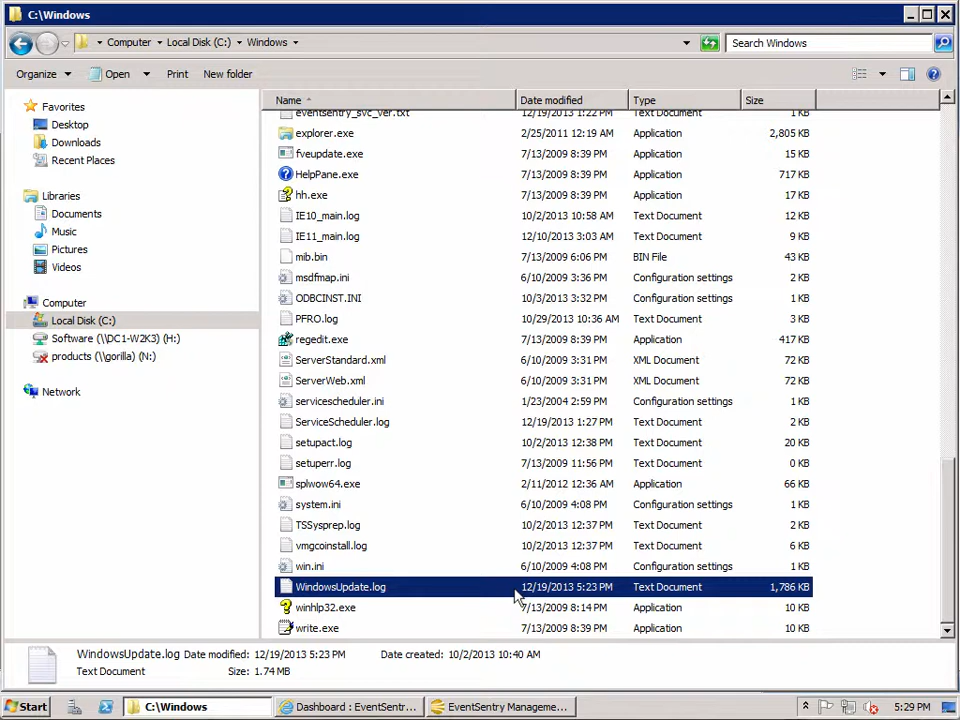 C:\Windows
Computer Local Disk (C:) Windows
Search Windows
Organize Open Print New folder
Name Date modified Type Size
eventsentry_svc_ver.txt 12/19/2013 1:22 PM Text Document 1 KB
explorer.exe 2/25/2011 12:19 AM Application 2,805 KB
fveupdate.exe 7/13/2009 8:39 PM Application 15 KB
HelpPane.exe 7/13/2009 8:39 PM Application 717 KB
hh.exe 7/13/2009 8:39 PM Application 17 KB
IE10_main.log 10/2/2013 10:58 AM Text Document 12 KB
IE11_main.log 12/10/2013 3:03 AM Text Document 9 KB
mib.bin 7/13/2009 6:06 PM BIN File 43 KB
msdfmap.ini 6/10/2009 3:36 PM Configuration settings 2 KB
ODBCINST.INI 10/3/2013 3:32 PM Configuration settings 1 KB
PFRO.log 10/29/2013 10:36 AM Text Document 3 KB
regedit.exe 7/13/2009 8:39 PM Application 417 KB
ServerStandard.xml 6/10/2009 3:31 PM XML Document 72 KB
ServerWeb.xml 6/10/2009 3:31 PM XML Document 72 KB
servicescheduler.ini 1/23/2004 2:59 PM Configuration settings 1 KB
ServiceScheduler.log 12/19/2013 1:27 PM Text Document 2 KB
setupact.log 10/2/2013 12:38 PM Text Document 20 KB
setuperr.log 7/13/2009 11:56 PM Text Document 0 KB
splwow64.exe 2/11/2012 12:36 AM Application 66 KB
system.ini 6/10/2009 4:08 PM Configuration settings 1 KB
TSSysprep.log 10/2/2013 12:37 PM Text Document 2 KB
vmgcoinstall.log 10/2/2013 12:37 PM Text Document 6 KB
win.ini 6/10/2009 4:08 PM Configuration settings 1 KB
WindowsUpdate.log 12/19/2013 5:23 PM Text Document 1,786 KB
winhlp32.exe 7/13/2009 8:14 PM Application 10 KB
write.exe 7/13/2009 8:39 PM Application 10 KB
Favorites
Desktop
Downloads
Recent Places
Libraries
Documents
Music
Pictures
Videos
Computer
Local Disk (C:)
Software (\\DC1-W2K3) (H:)
products (\\gorilla) (N:)
Network
WindowsUpdate.log Date modified: 12/19/2013 5:23 PM Date created: 10/2/2013 10:40 AM
Text Document Size: 1.74 MB
Start C:\Windows Dashboard : EventSentr... EventSentry Manageme... 5:29 PM